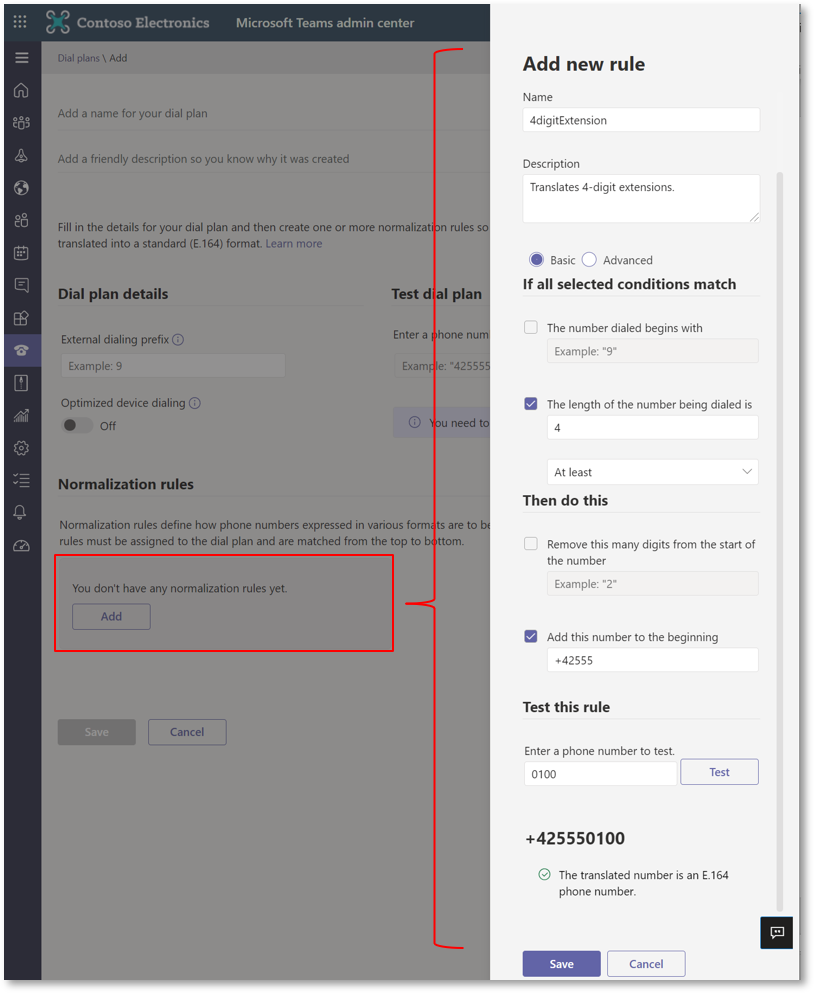 Contoso Electronics
Microsoft Teams admin center
Dial plans \ Add
Add a name for your dial plan
Add a friendly description so you know why it was created
Fill in the details for your dial plan and then create one or more normalization rules so
translated into a standard (E.164) format. Learn more
Dial plan details
External dialing prefix
Example: 9
Optimized device dialing
Off
Test dial plan
Enter a phone num
Example: "425555
You need to
Normalization rules
Normalization rules define how phone numbers expressed in various formats are to be
rules must be assigned to the dial plan and are matched from the top to bottom.
You don't have any normalization rules yet.
Add
Save
Cancel
Add new rule
Name
4digitExtension
Description
Translates 4-digit extensions.
Basic
Advanced
If all selected conditions match
The number dialed begins with
Example: "9"
The length of the number being dialed is
4
At least
Then do this
Remove this many digits from the start of
the number
Example: "2"
Add this number to the beginning
+42555
Test this rule
Enter a phone number to test.
0100
Test
+425550100
The translated number is an E.164
phone number.
Save
Cancel